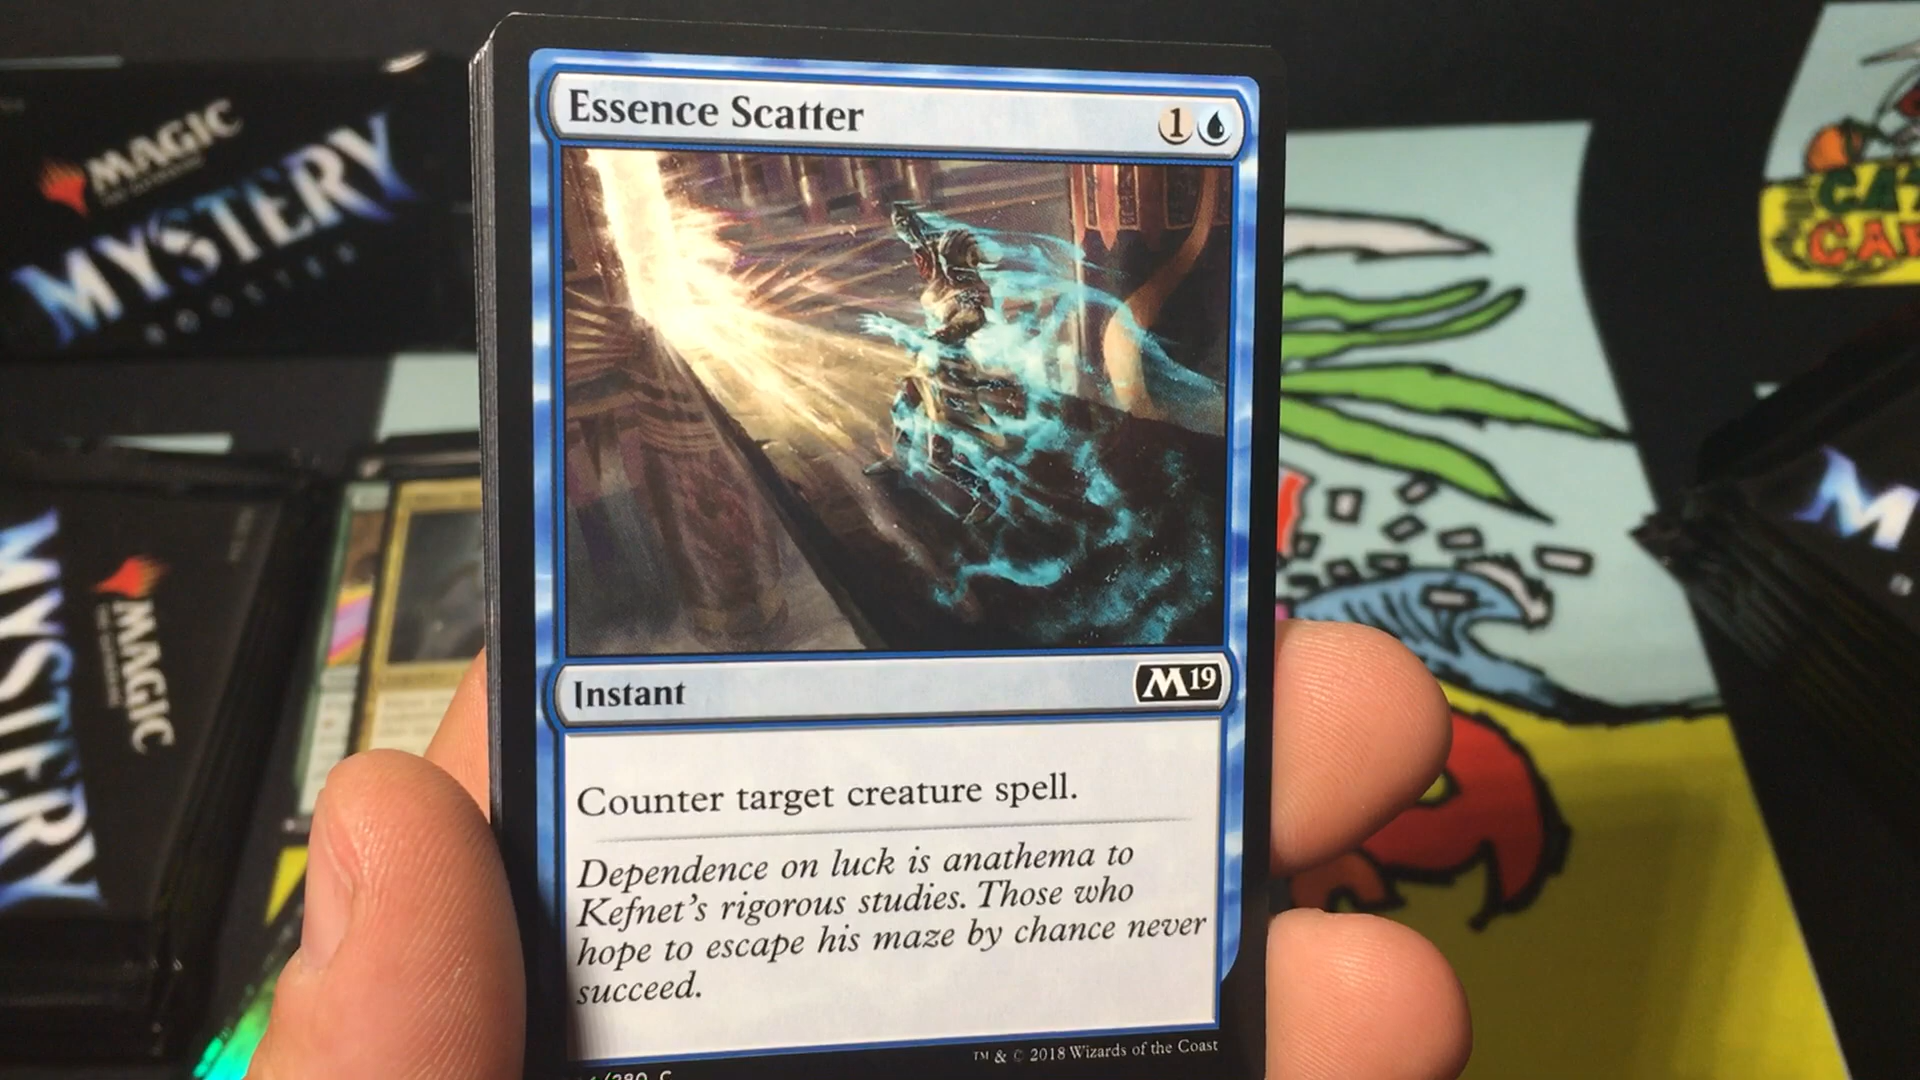 Essence Scatter
1
Instant
M19
Counter target creature spell.
Dependence on luck is anathema to
Kefnet's rigorous studies. Those who
hope to escape his maze by chance never
succeed.
™ & © 2018 Wizards of the Coast
/280 C
MAGIC
MYSTERY
BOOSTER
MAGIC
MYSTERY
M